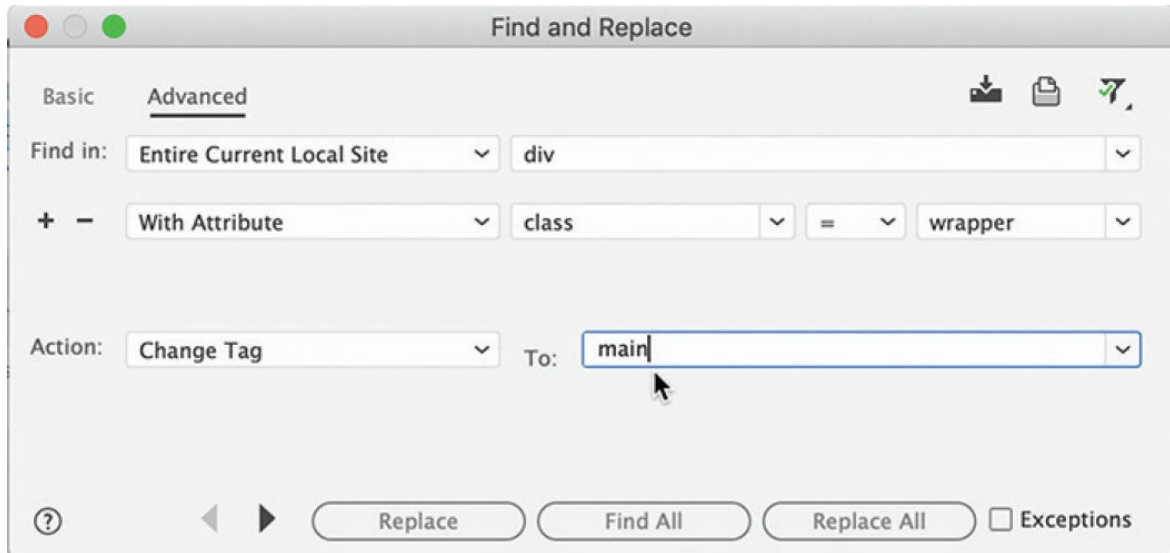 Find and Replace
Basic Advanced
Find in: Entire Current Local Site div
+ − With Attribute class = wrapper
Action: Change Tag To: main
? Replace Find All Replace All Exceptions